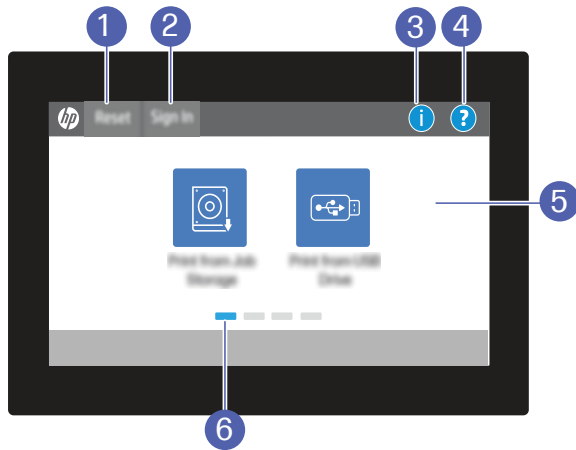 1
2
3
4
hp
Reset
Sign In
i
?
5
Print from Job
Storage
Print from USB
Drive
6